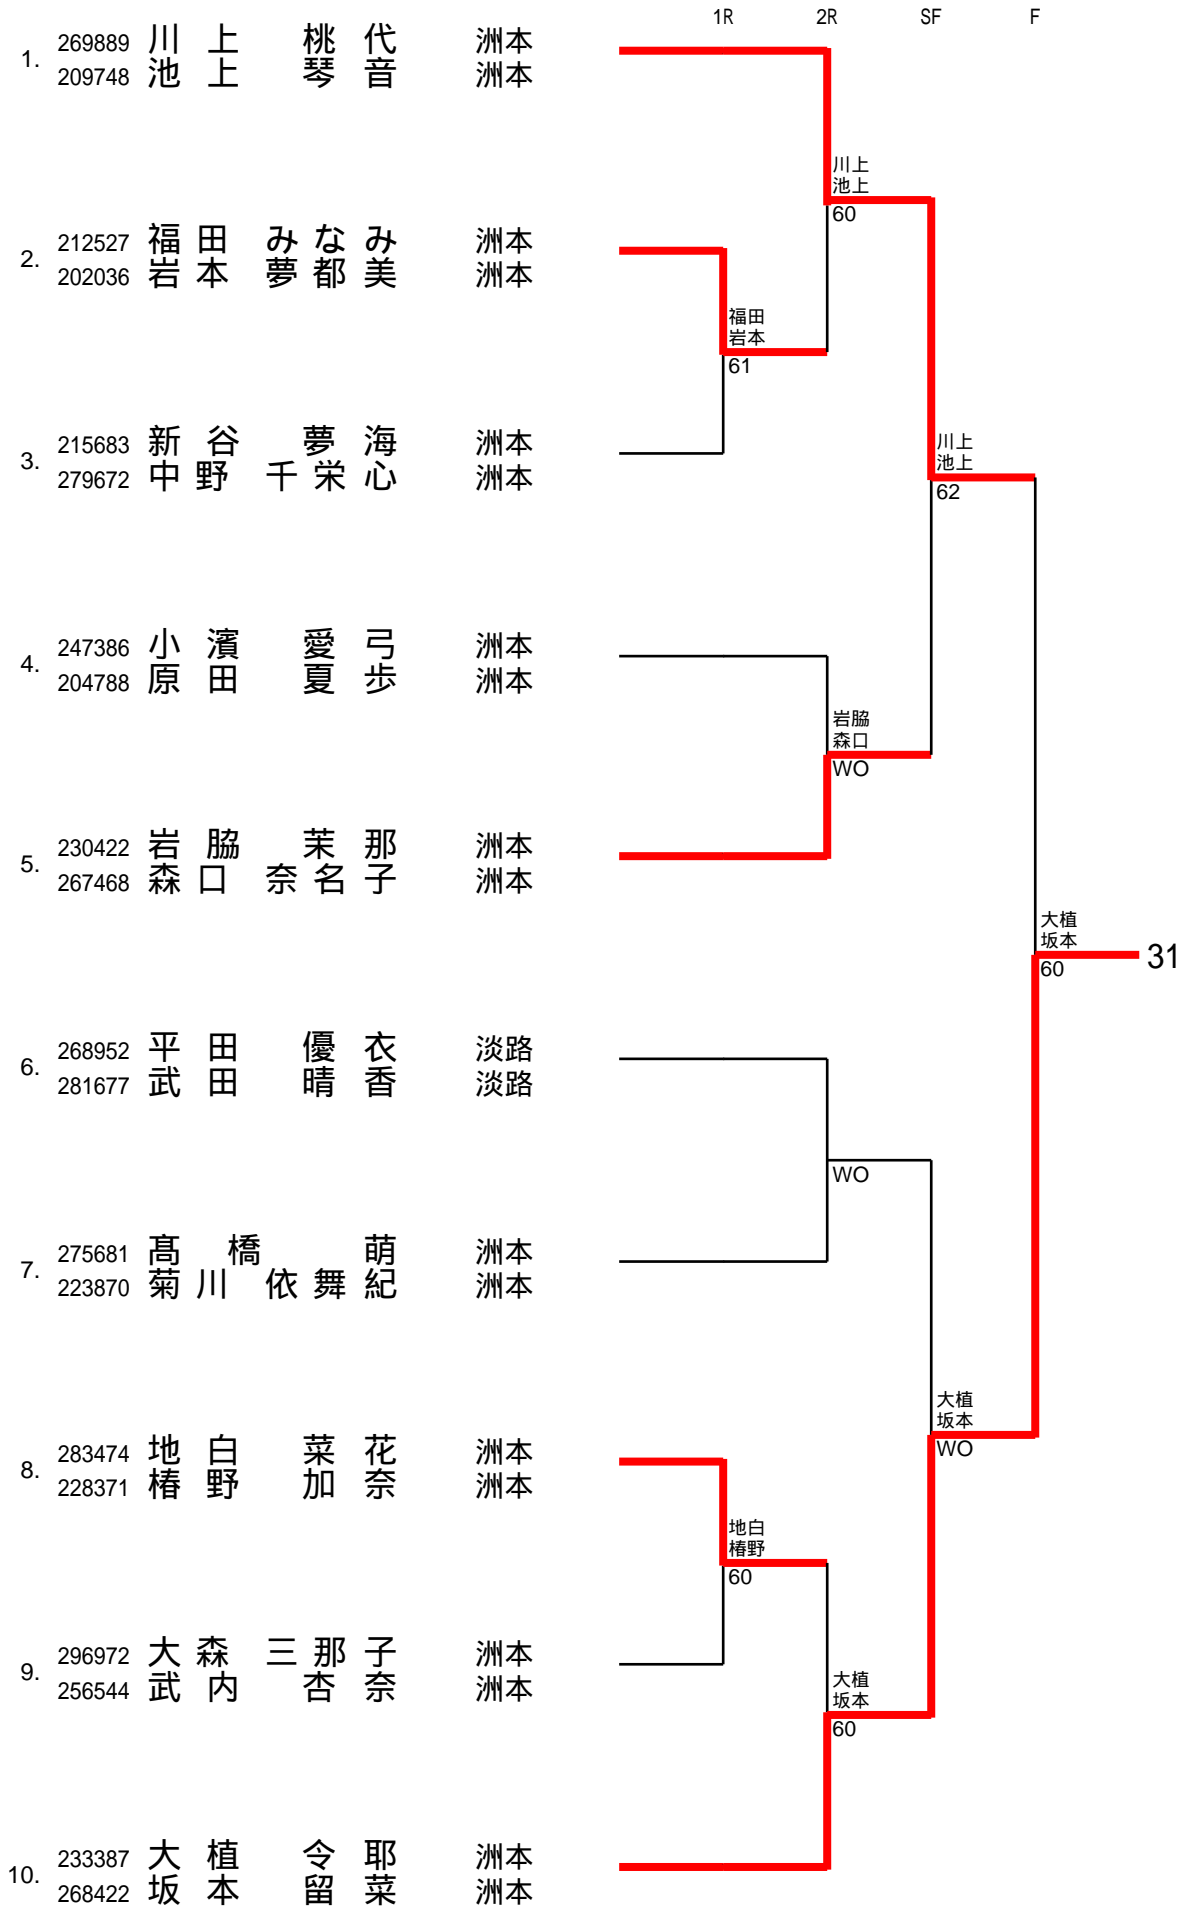 1R 2R SF F
1. 269889 川上 桃代 洲本
209748 池上 琴音 洲本
川上
池上
60
2. 212527 福田 みなみ 洲本
202036 岩本 夢都美 洲本
福田
岩本
61
3. 215683 新谷 夢海 洲本
279672 中野 千栄心 洲本
川上
池上
62
4. 247386 小濱 愛弓 洲本
204788 原田 夏歩 洲本
岩脇
森口
WO
5. 230422 岩脇 茉那 洲本
267468 森口 奈名子 洲本
大植
坂本
60
31
6. 268952 平田 優衣 淡路
281677 武田 晴香 淡路
WO
7. 275681 髙橋 萌 洲本
223870 菊川 依舞紀 洲本
大植
坂本
WO
8. 283474 地白 菜花 洲本
228371 椿野 加奈 洲本
地白
椿野
60
9. 296972 大森 三那子 洲本
256544 武内 杏奈 洲本
大植
坂本
60
10. 233387 大植 令耶 洲本
268422 坂本 留菜 洲本